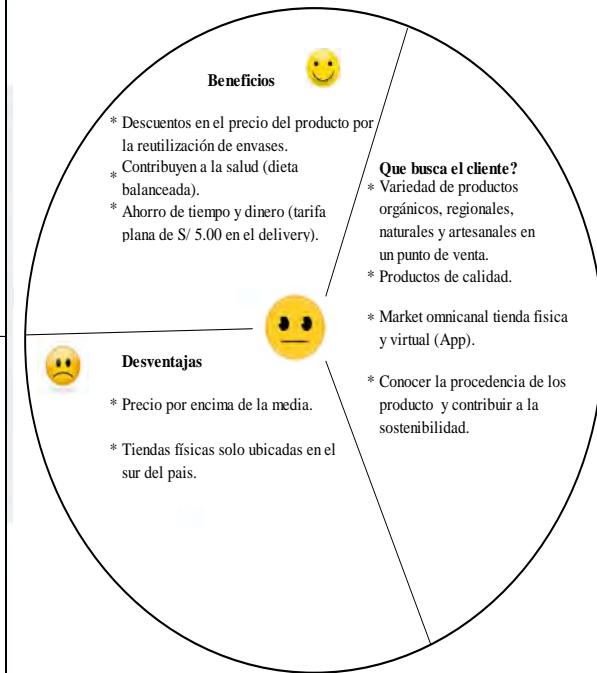 Beneficios
* Descuentos en el precio del producto por
la reutilización de envases.
* Contribuyen a la salud (dieta
balanceada).
* Ahorro de tiempo y dinero (tarifa
plana de S/ 5.00 en el delivery).
Que busca el cliente?
* Variedad de productos
orgánicos, regionales,
naturales y artesanales en
un punto de venta.
* Productos de calidad.
* Market omnicanal tienda fisica
y virtual (App).
* Conocer la procedencia de los
producto y contribuir a la
sostenibilidad.
Desventajas
* Precio por encima de la media.
* Tiendas físicas solo ubicadas en el
sur del pais.